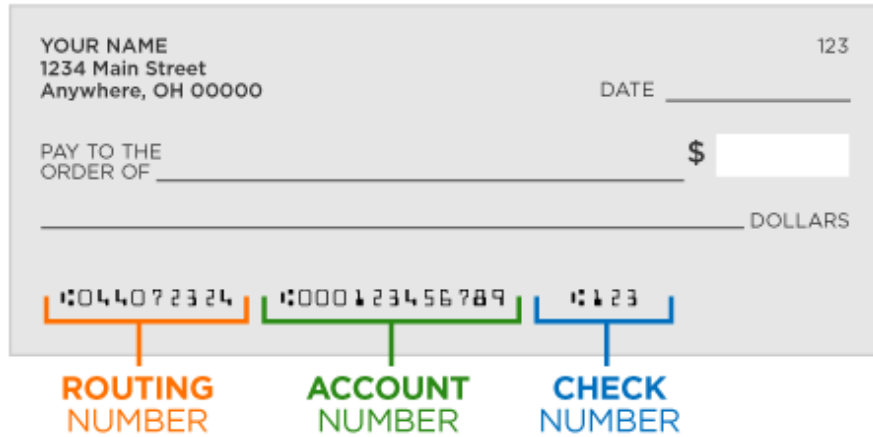 YOUR NAME 123
1234 Main Street
Anywhere, OH 00000 DATE
PAY TO THE $
ORDER OF
DOLLARS
⑆044072324 ⑆000123456789 ⑆123
ROUTING ACCOUNT CHECK
NUMBER NUMBER NUMBER